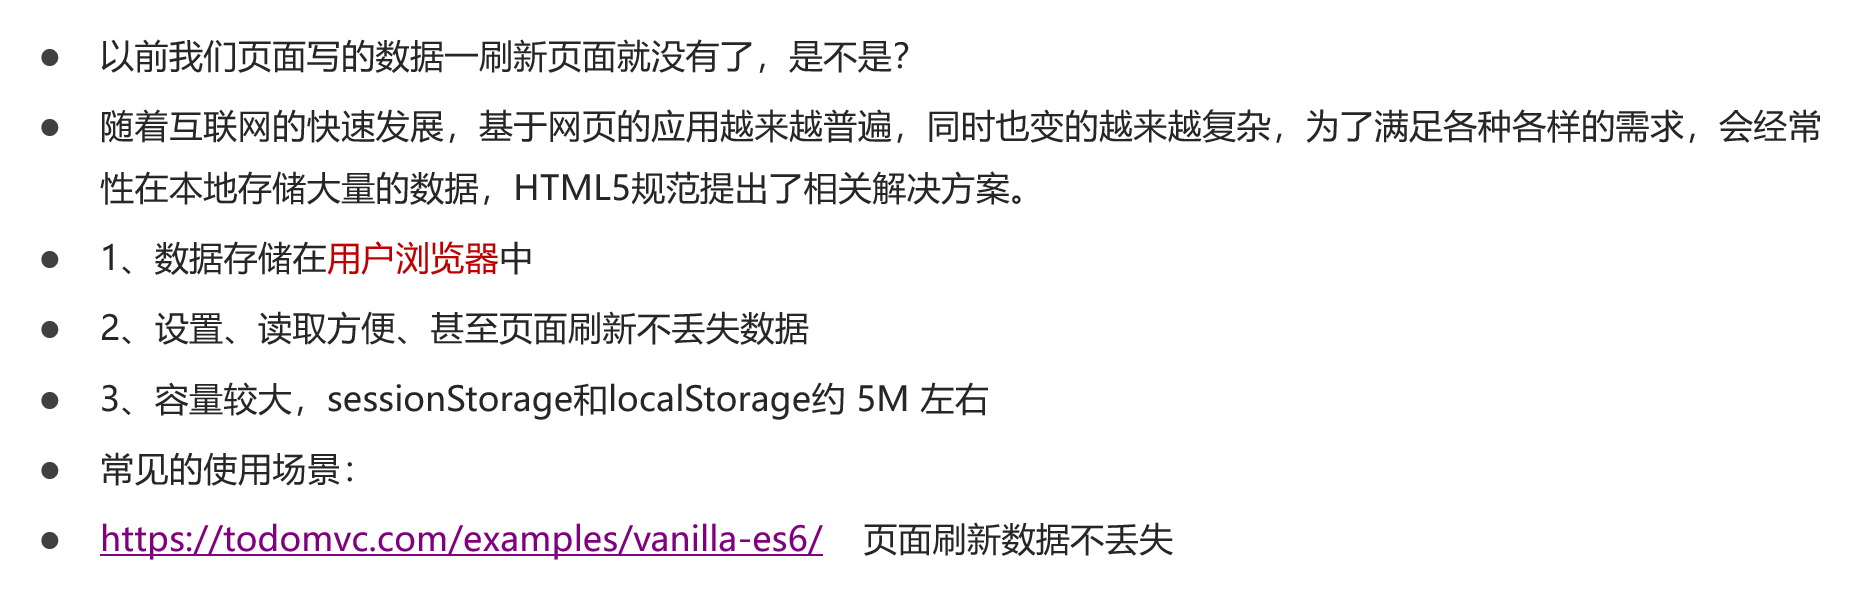 ● 以前我们页面写的数据一刷新页面就没有了，是不是？
● 随着互联网的快速发展，基于网页的应用越来越普遍，同时也变的越来越复杂，为了满足各种各样的需求，会经常
性在本地存储大量的数据，HTML5规范提出了相关解决方案。
● 1、数据存储在用户浏览器中
● 2、设置、读取方便、甚至页面刷新不丢失数据
● 3、容量较大，sessionStorage和localStorage约 5M 左右
● 常见的使用场景：
● https://todomvc.com/examples/vanilla-es6/ 页面刷新数据不丢失